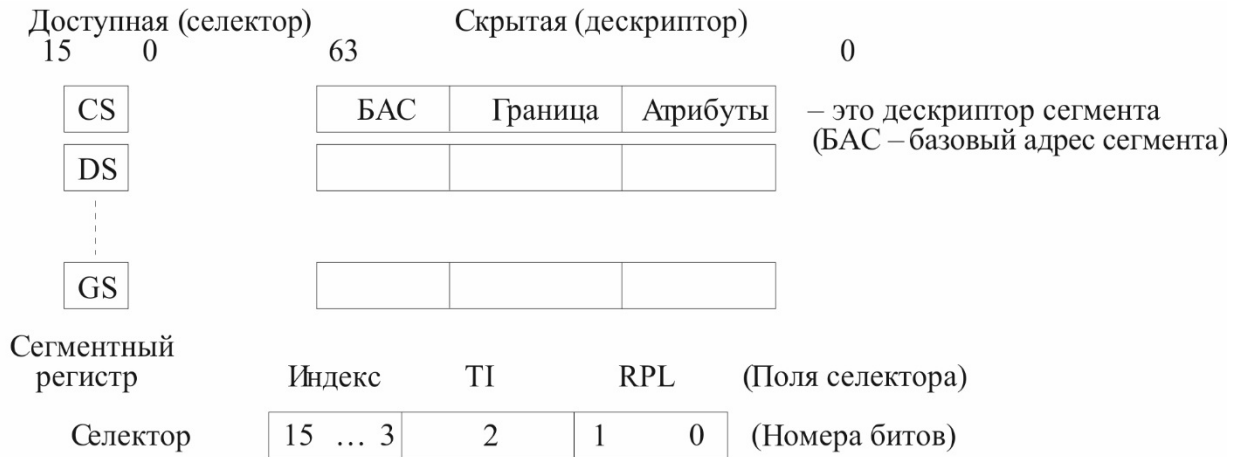 Доступная (селектор) Скрытая (дескриптор)
15 0 63 0
CS БАС Граница Атрибуты – это дескриптор сегмента
(БАС – базовый адрес сегмента)
DS
GS
Сегментный
регистр Индекс TI RPL (Поля селектора)
Селектор 15 ... 3 2 1 0 (Номера битов)